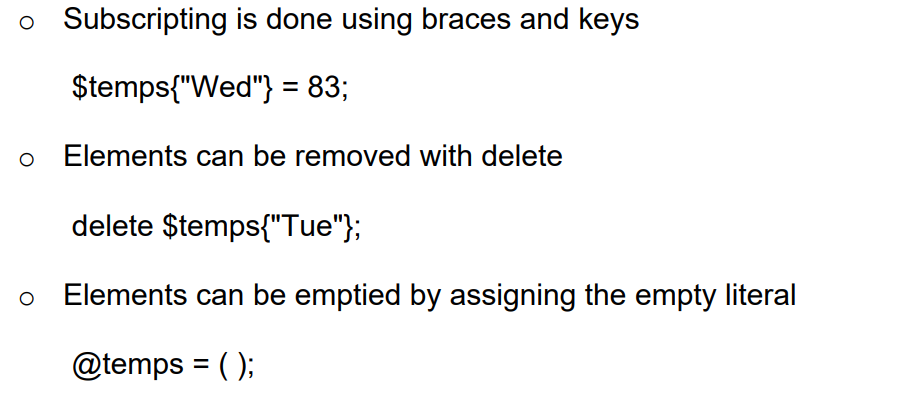 ○ Subscripting is done using braces and keys
$temps{"Wed"} = 83;
○ Elements can be removed with delete
delete $temps{"Tue"};
○ Elements can be emptied by assigning the empty literal
@temps = ( );